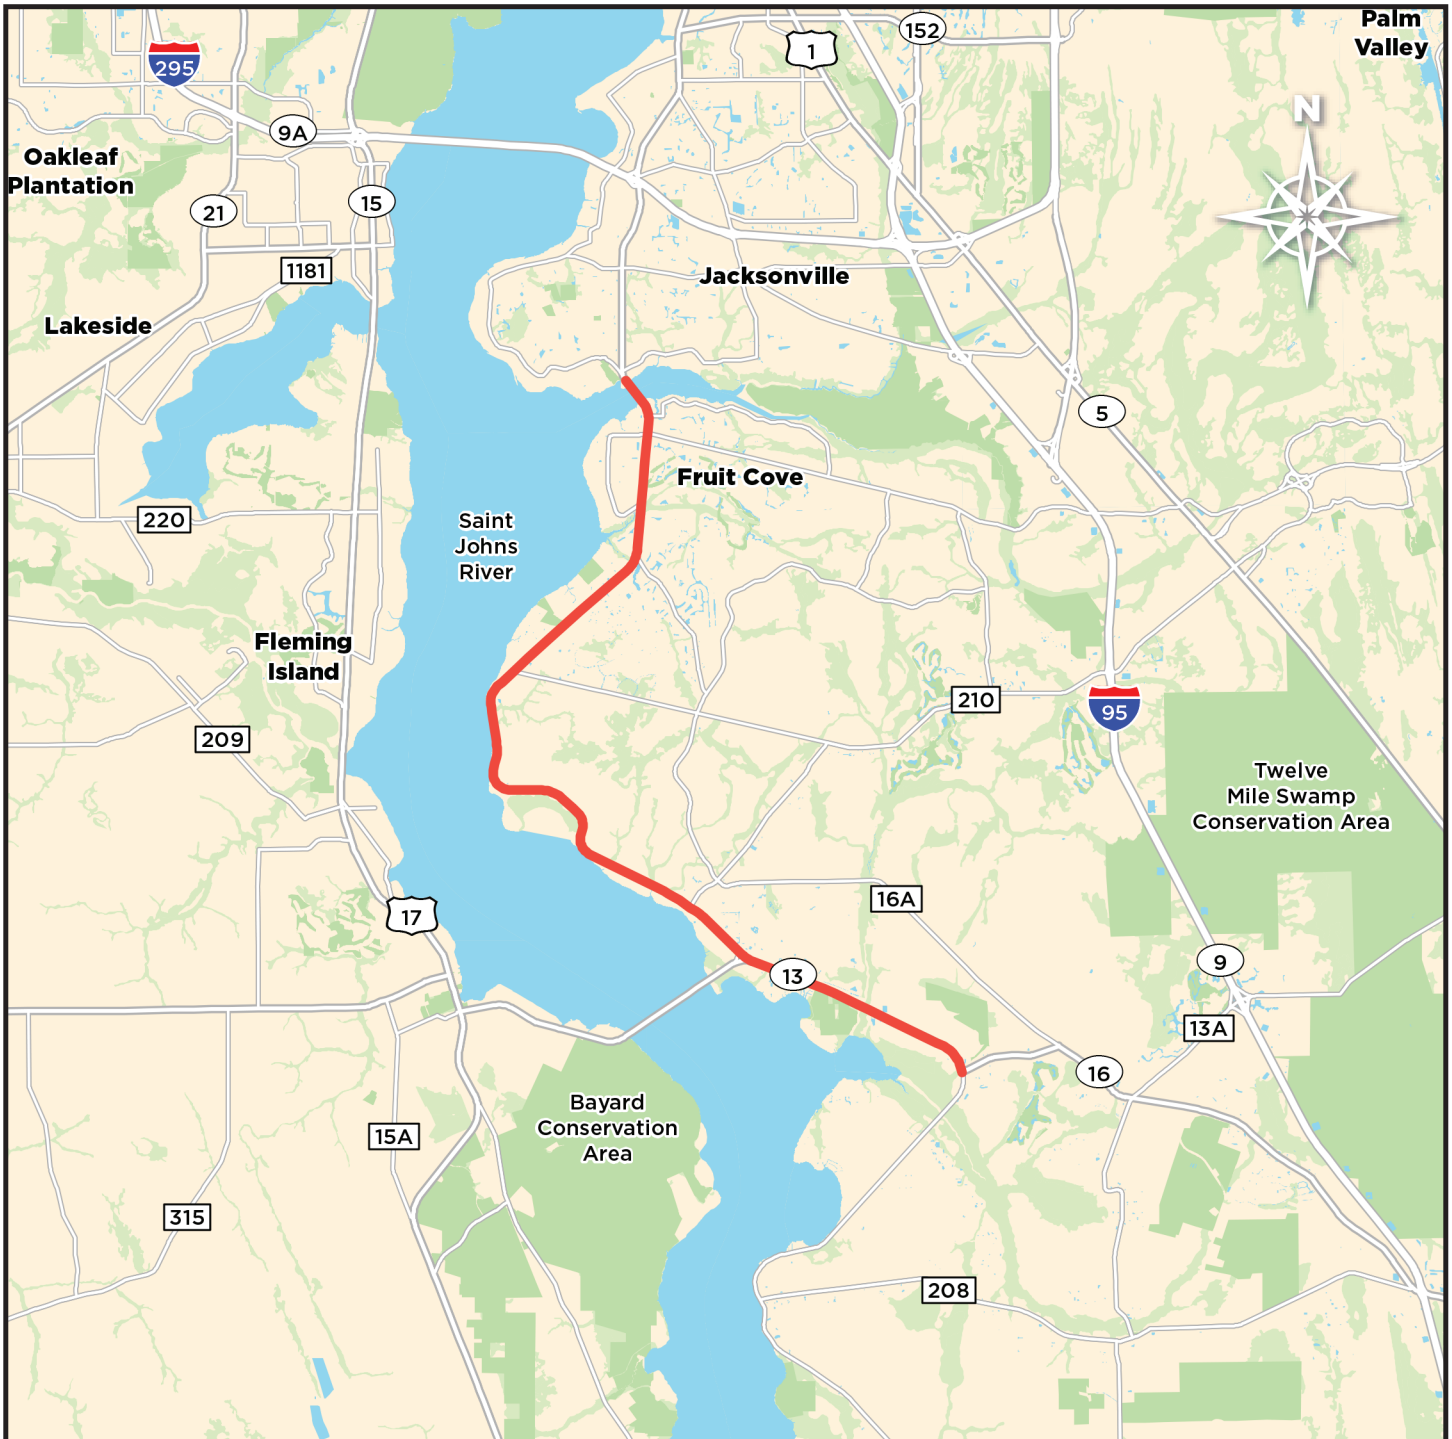 Palm
Valley
152
1
295
N
9A
Oakleaf
Plantation
21
15
1181
Jacksonville
Lakeside
5
Fruit Cove
220
Saint
Johns
River
Fleming
Island
210
95
209
Twelve
Mile Swamp
Conservation Area
16A
17
9
13
13A
16
Bayard
Conservation
Area
15A
315
208